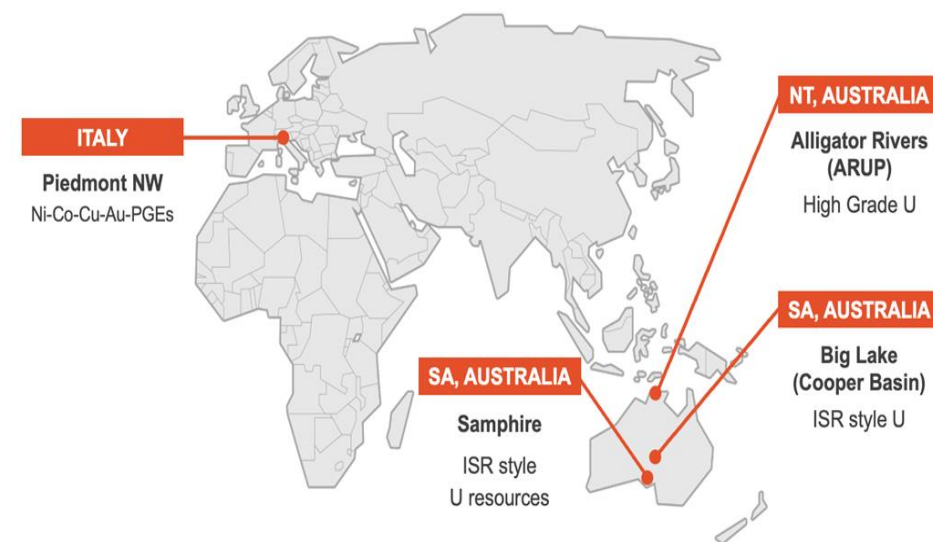 ITALY
Piedmont NW
Ni-Co-Cu-Au-PGEs
NT, AUSTRALIA
Alligator Rivers
(ARUP)
High Grade U
SA, AUSTRALIA
Big Lake
(Cooper Basin)
ISR style U
SA, AUSTRALIA
Samphire
ISR style
U resources